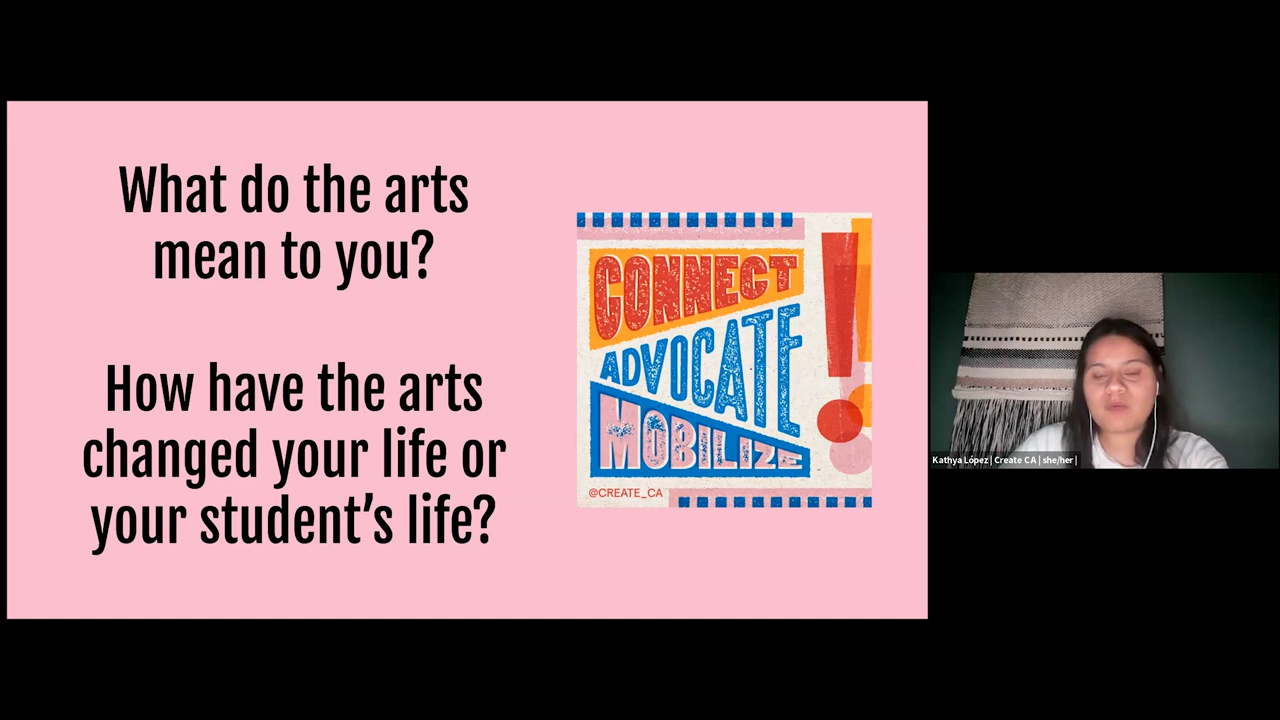 What do the arts
mean to you?
How have the arts
changed your life or
your student’s life?
CONNECT
ADVOCATE
MOBILIZE
!
@CREATE_CA
Kathya López | Create CA | she/her |